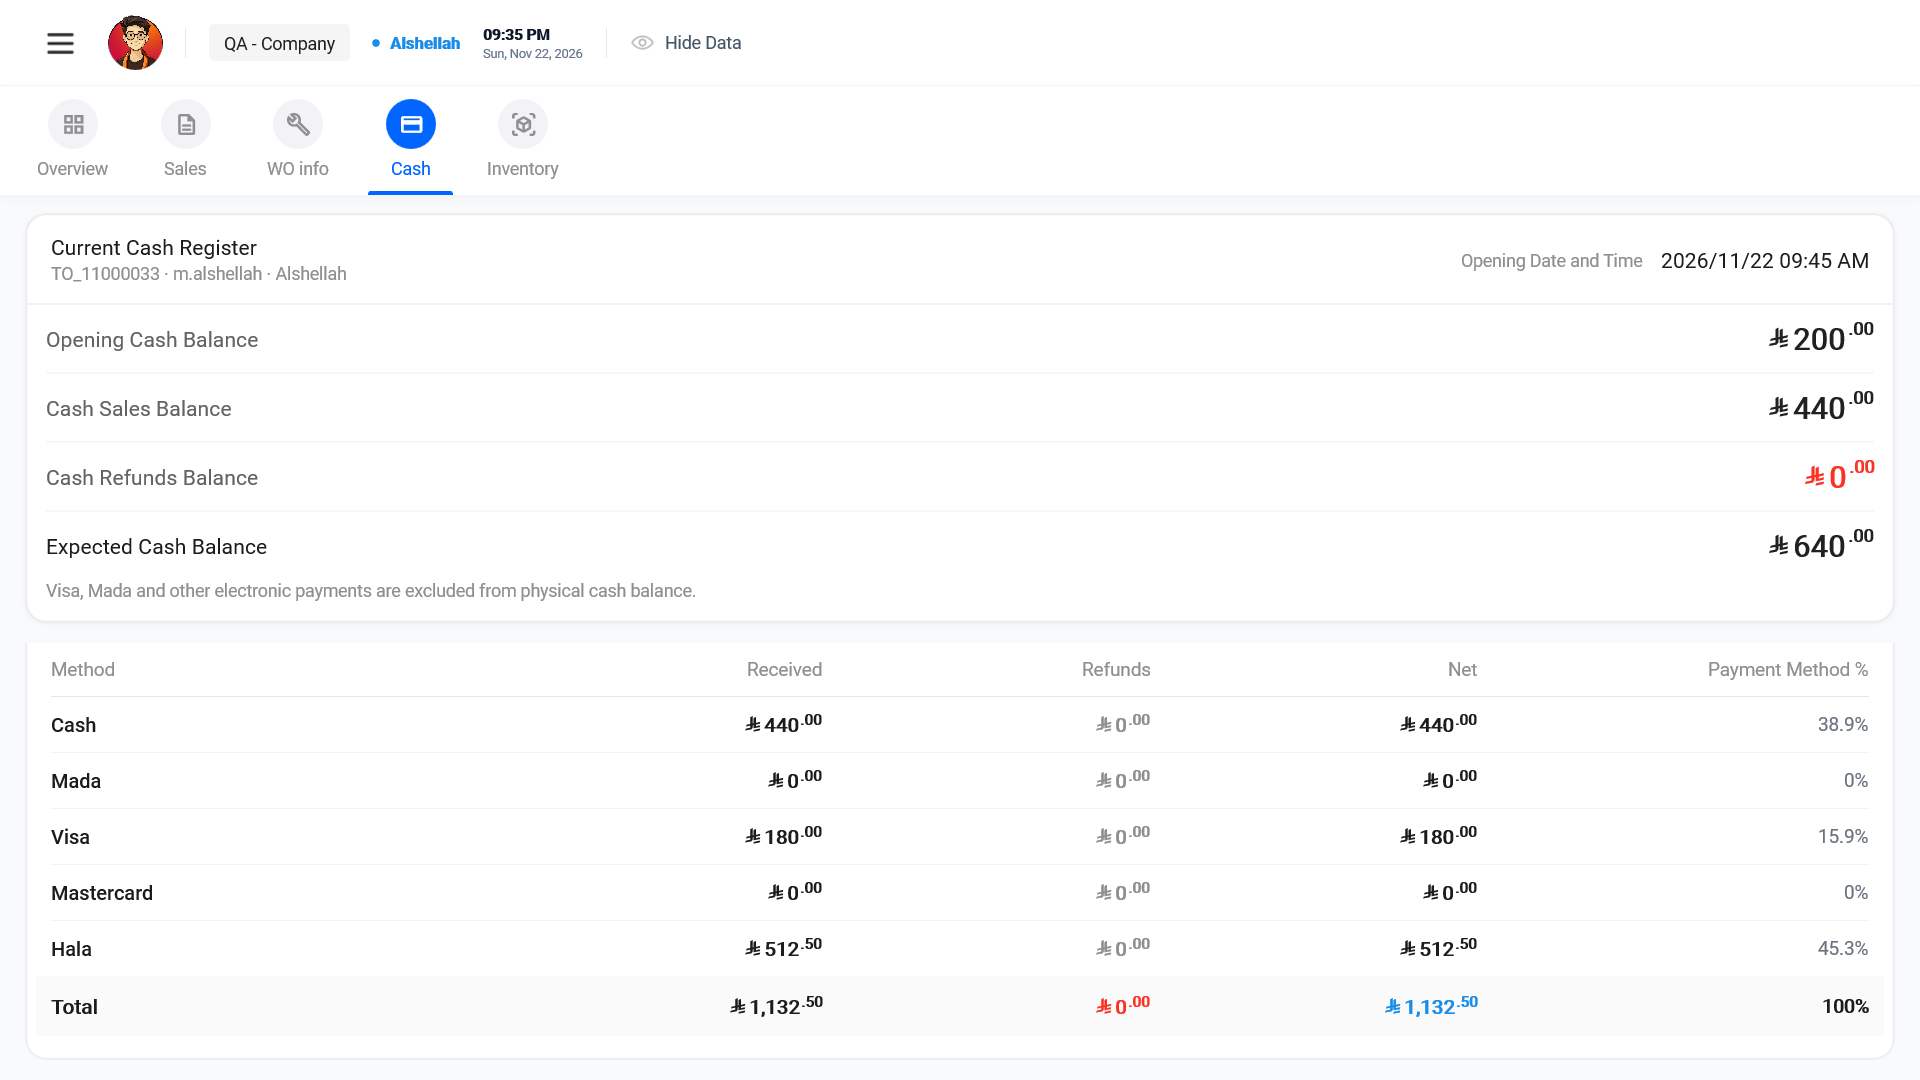 QA - Company
Alshellah
09:35 PM
Sun, Nov 22, 2026
Hide Data
Overview
Sales
WO info
Cash
Inventory
Current Cash Register
TO_11000033 · m.alshellah · Alshellah
Opening Date and Time 2026/11/22 09:45 AM
Opening Cash Balance ⃁ 200.00
Cash Sales Balance ⃁ 440.00
Cash Refunds Balance ⃁ 0.00
Expected Cash Balance ⃁ 640.00
Visa, Mada and other electronic payments are excluded from physical cash balance.
Method Received Refunds Net Payment Method %
Cash ⃁ 440.00 ⃁ 0.00 ⃁ 440.00 38.9%
Mada ⃁ 0.00 ⃁ 0.00 ⃁ 0.00 0%
Visa ⃁ 180.00 ⃁ 0.00 ⃁ 180.00 15.9%
Mastercard ⃁ 0.00 ⃁ 0.00 ⃁ 0.00 0%
Hala ⃁ 512.50 ⃁ 0.00 ⃁ 512.50 45.3%
Total ⃁ 1,132.50 ⃁ 0.00 ⃁ 1,132.50 100%